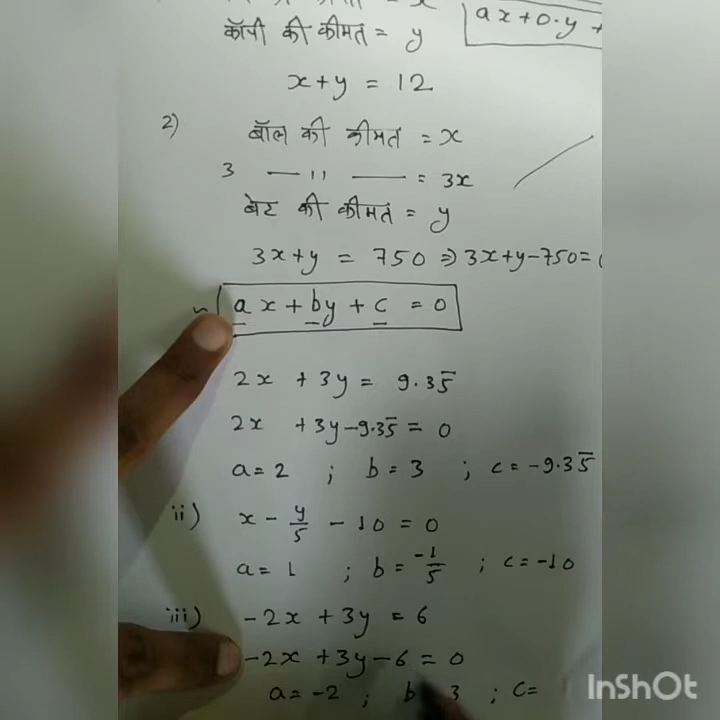 कॉपी की कीमत = y
ax+0·y+
x+y = 12
2) बॉल की कीमत = x
3 —〃— = 3x
बेट की कीमत = y
3x+y = 750 ⇒ 3x+y-750=
ax+by+c = 0
2x + 3y = 9.35̅
2x + 3y-9.35̅ = 0
a=2 ; b=3 ; c=-9.35̅
ii) x - y/5 - 10 = 0
a=1 ; b=-1/5 ; c=-10
iii) -2x + 3y = 6
-2x + 3y-6 = 0
a=-2 ; b 3 ; c=
InShOt